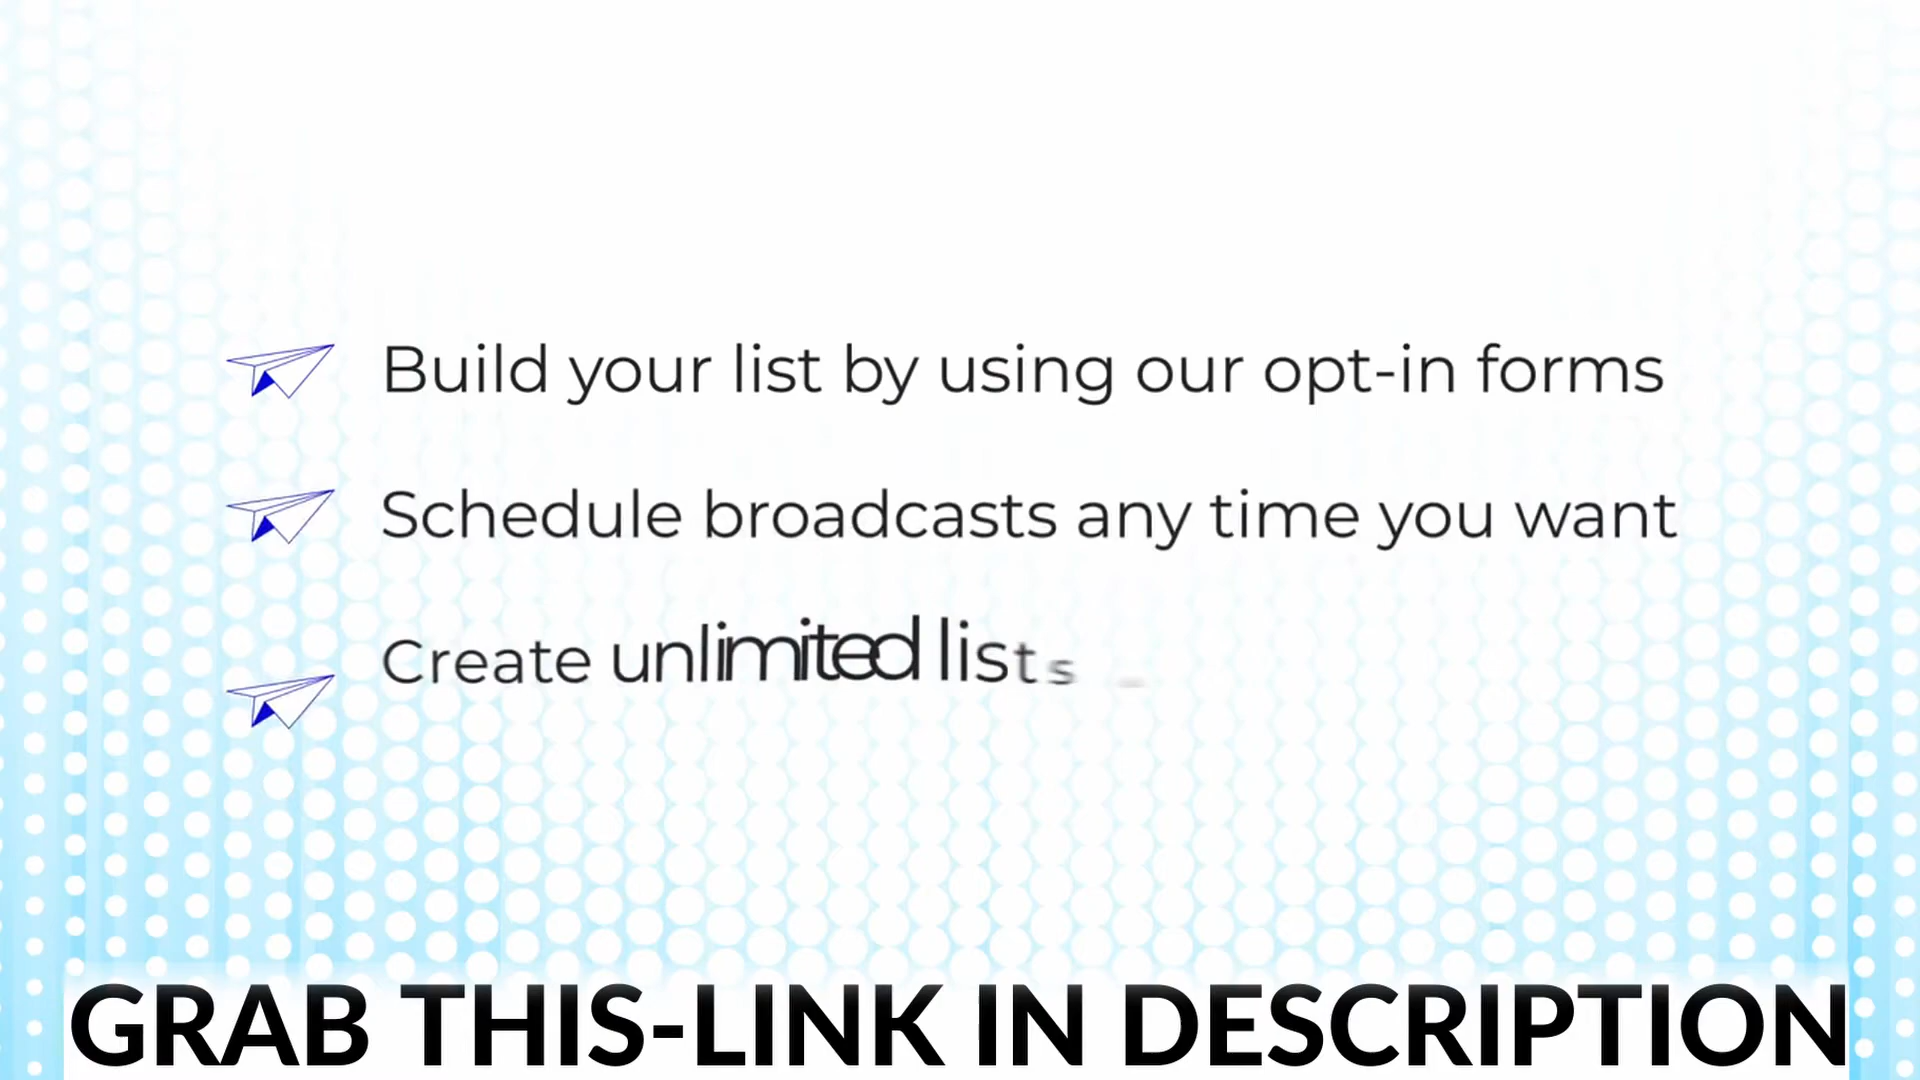 Build your list by using our opt-in forms
Schedule broadcasts any time you want
Create unlimited lists
GRAB THIS-LINK IN DESCRIPTION